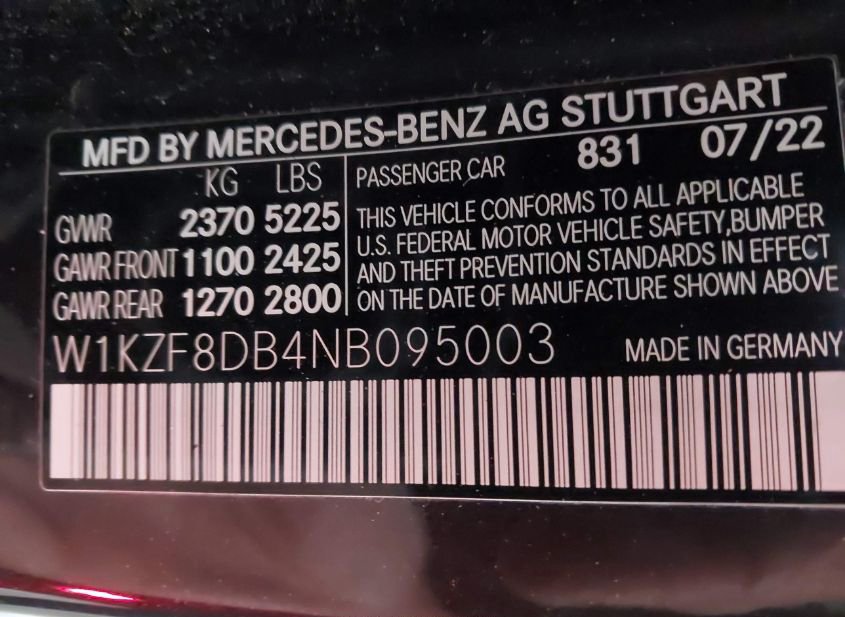 MFD BY MERCEDES-BENZ AG STUTTGART
KG LBS
GVWR 2370 5225
GAWR FRONT 1100 2425
GAWR REAR 1270 2800
PASSENGER CAR 831 07/22
THIS VEHICLE CONFORMS TO ALL APPLICABLE
U.S. FEDERAL MOTOR VEHICLE SAFETY,BUMPER
AND THEFT PREVENTION STANDARDS IN EFFECT
ON THE DATE OF MANUFACTURE SHOWN ABOVE
W1KZF8DB4NB095003 MADE IN GERMANY